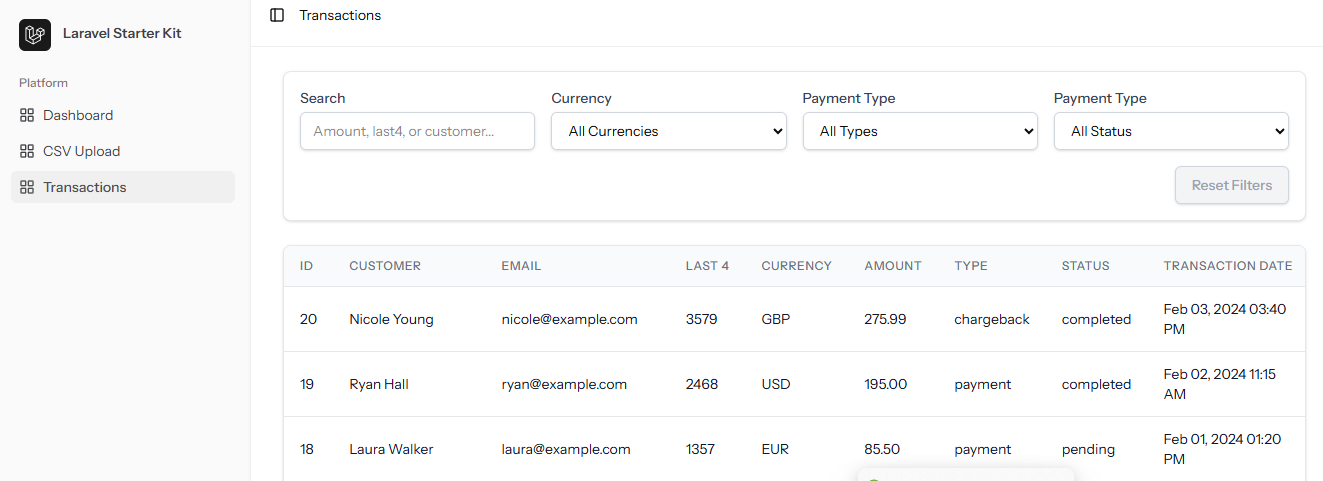 Laravel Starter Kit
Transactions
Platform
Dashboard
CSV Upload
Transactions
Search Currency Payment Type Payment Type
Amount, last4, or customer... All Currencies All Types All Status
Reset Filters
ID CUSTOMER EMAIL LAST 4 CURRENCY AMOUNT TYPE STATUS TRANSACTION DATE
20 Nicole Young nicole@example.com 3579 GBP 275.99 chargeback completed Feb 03, 2024 03:40
PM
19 Ryan Hall ryan@example.com 2468 USD 195.00 payment completed Feb 02, 2024 11:15
AM
18 Laura Walker laura@example.com 1357 EUR 85.50 payment pending Feb 01, 2024 01:20
PM